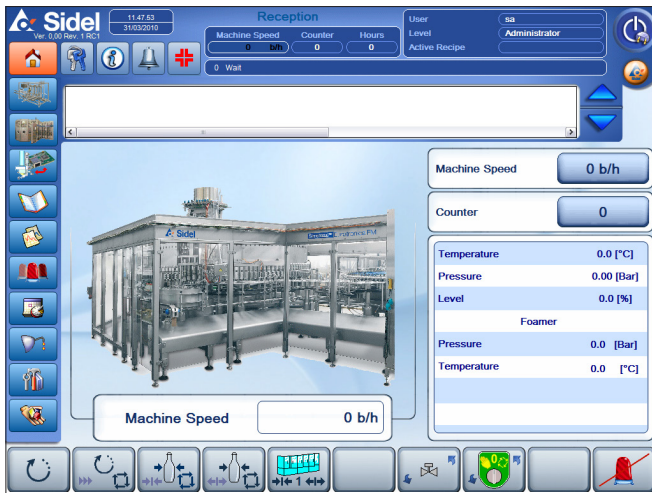 Sidel
Ver. 0,00 Rev. 1 RC1
11.47.53
31/03/2010
Reception
Machine Speed Counter Hours
0 b/h 0 0
0 Wait
User sa
Level Administrator
Active Recipe
Machine Speed 0 b/h
Counter 0
Temperature 0.0 [°C]
Pressure 0.00 [Bar]
Level 0.0 [%]
Foamer
Pressure 0.0 [Bar]
Temperature 0.0 [°C]
Sidel
Machine Speed 0 b/h
1